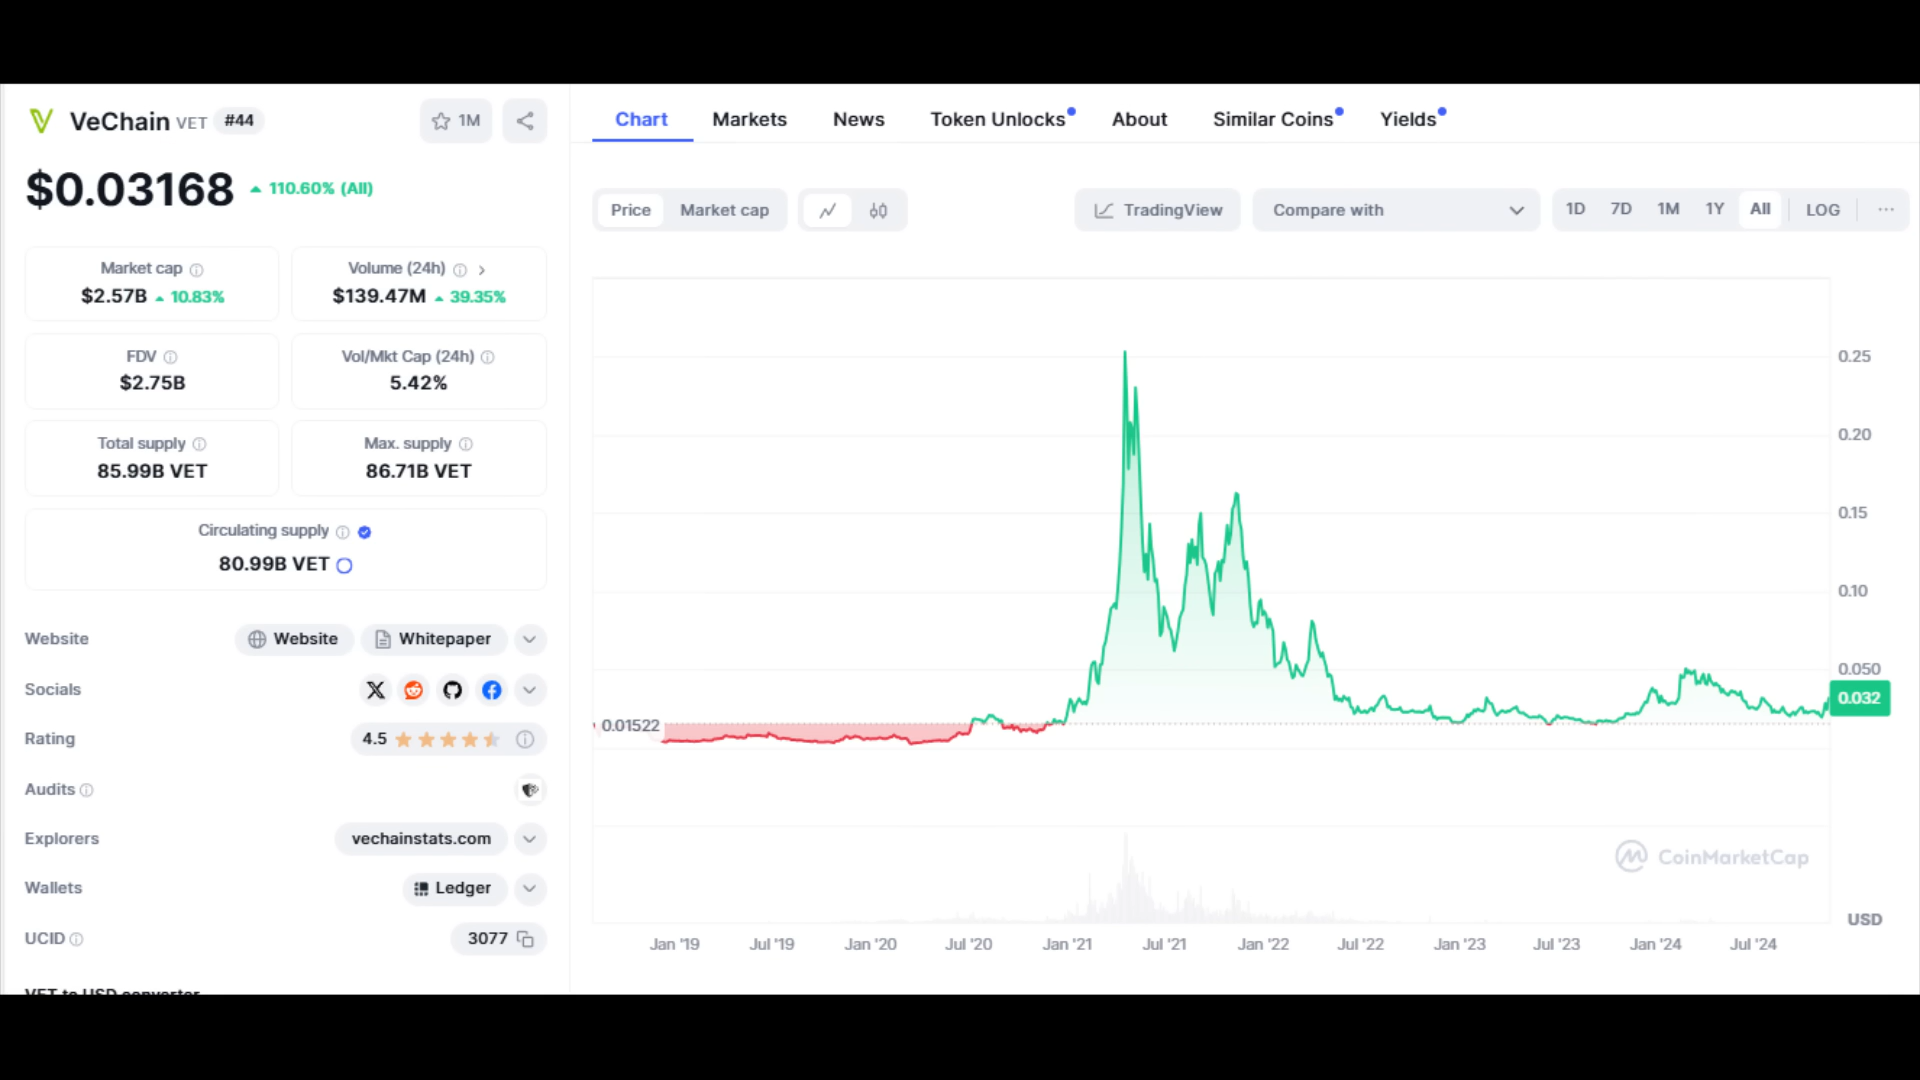 VeChain VET #44
1M
$0.03168 110.60% (All)
Market cap
$2.57B 10.83%
Volume (24h)
$139.47M 39.35%
FDV
$2.75B
Vol/Mkt Cap (24h)
5.42%
Total supply
85.99B VET
Max. supply
86.71B VET
Circulating supply
80.99B VET
Website Website Whitepaper
Socials
Rating 4.5
Audits
Explorers vechainstats.com
Wallets Ledger
UCID 3077
VET to USD converter
Chart Markets News Token Unlocks About Similar Coins Yields
Price Market cap TradingView Compare with 1D 7D 1M 1Y All LOG
0.25
0.20
0.15
0.10
0.050
0.032
0.01522
CoinMarketCap
USD
Jan '19 Jul '19 Jan '20 Jul '20 Jan '21 Jul '21 Jan '22 Jul '22 Jan '23 Jul '23 Jan '24 Jul '24